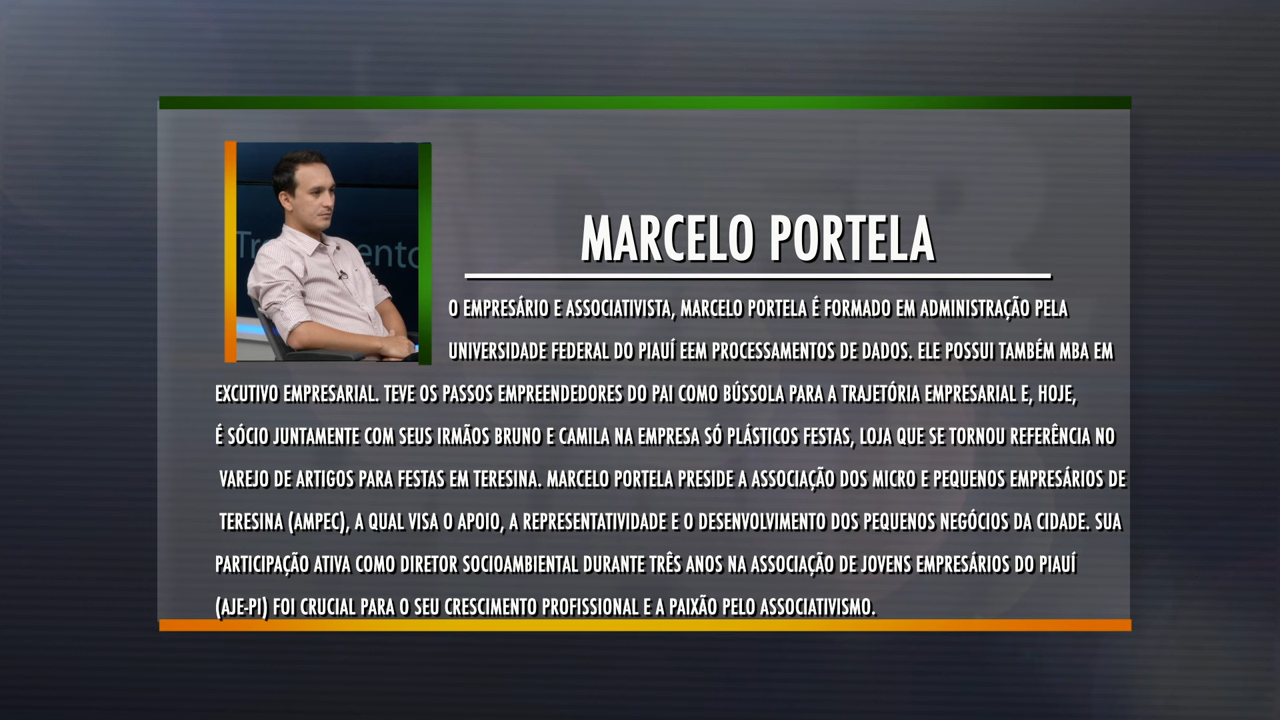 MARCELO PORTELA
O EMPRESÁRIO E ASSOCIATIVISTA, MARCELO PORTELA É FORMADO EM ADMINISTRAÇÃO PELA
UNIVERSIDADE FEDERAL DO PIAUÍ EEM PROCESSAMENTOS DE DADOS. ELE POSSUI TAMBÉM MBA EM
EXCUTIVO EMPRESARIAL. TEVE OS PASSOS EMPREENDEDORES DO PAI COMO BÚSSOLA PARA A TRAJETÓRIA EMPRESARIAL E, HOJE,
É SÓCIO JUNTAMENTE COM SEUS IRMÃOS BRUNO E CAMILA NA EMPRESA SÓ PLÁSTICOS FESTAS, LOJA QUE SE TORNOU REFERÊNCIA NO
VAREJO DE ARTIGOS PARA FESTAS EM TERESINA. MARCELO PORTELA PRESIDE A ASSOCIAÇÃO DOS MICRO E PEQUENOS EMPRESÁRIOS DE
TERESINA (AMPEC), A QUAL VISA O APOIO, A REPRESENTATIVIDADE E O DESENVOLVIMENTO DOS PEQUENOS NEGÓCIOS DA CIDADE. SUA
PARTICIPAÇÃO ATIVA COMO DIRETOR SOCIOAMBIENTAL DURANTE TRÊS ANOS NA ASSOCIAÇÃO DE JOVENS EMPRESÁRIOS DO PIAUÍ
(AJE-PI) FOI CRUCIAL PARA O SEU CRESCIMENTO PROFISSIONAL E A PAIXÃO PELO ASSOCIATIVISMO.